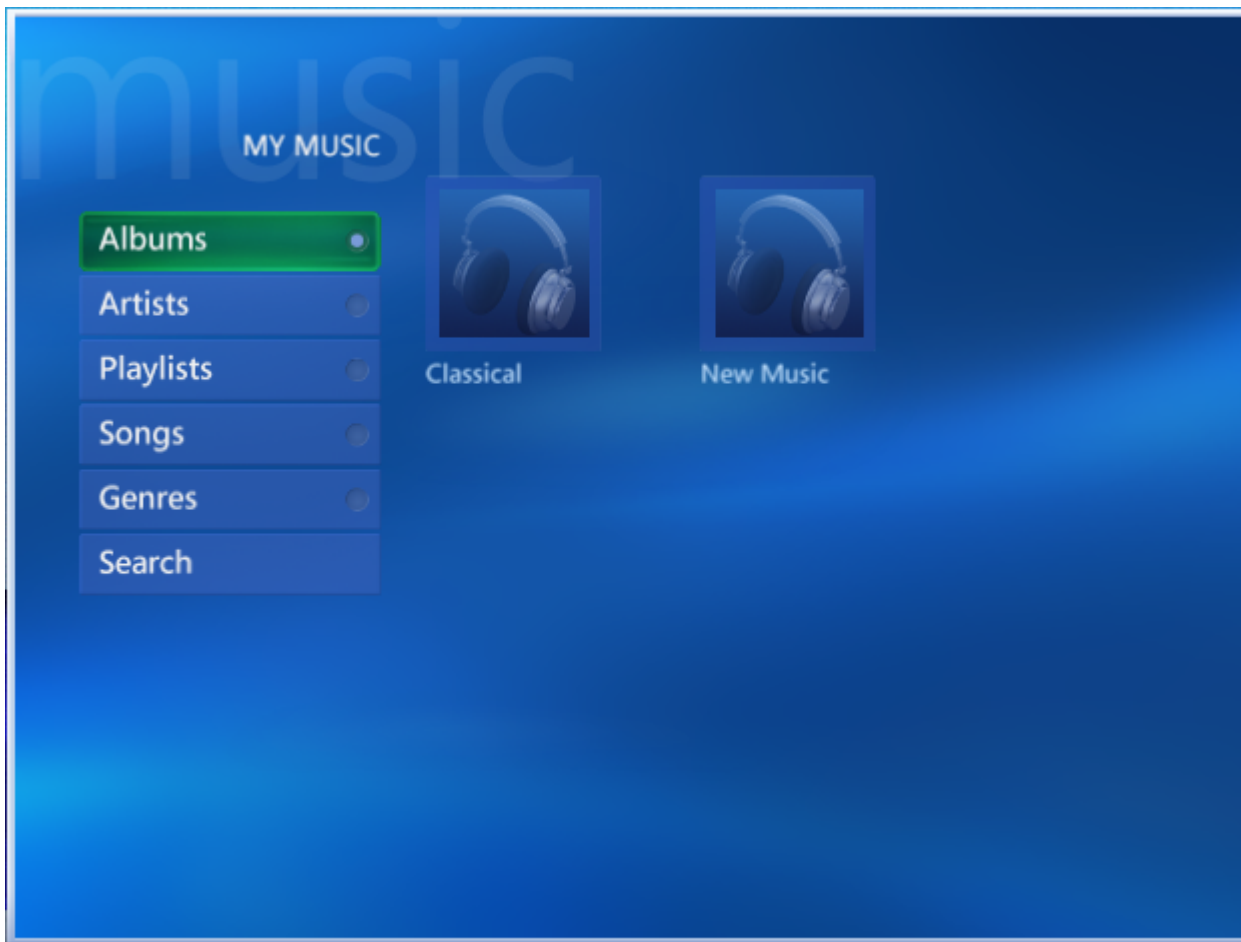 music
MY MUSIC
Albums
Artists
Playlists
Songs
Genres
Search
Classical
New Music